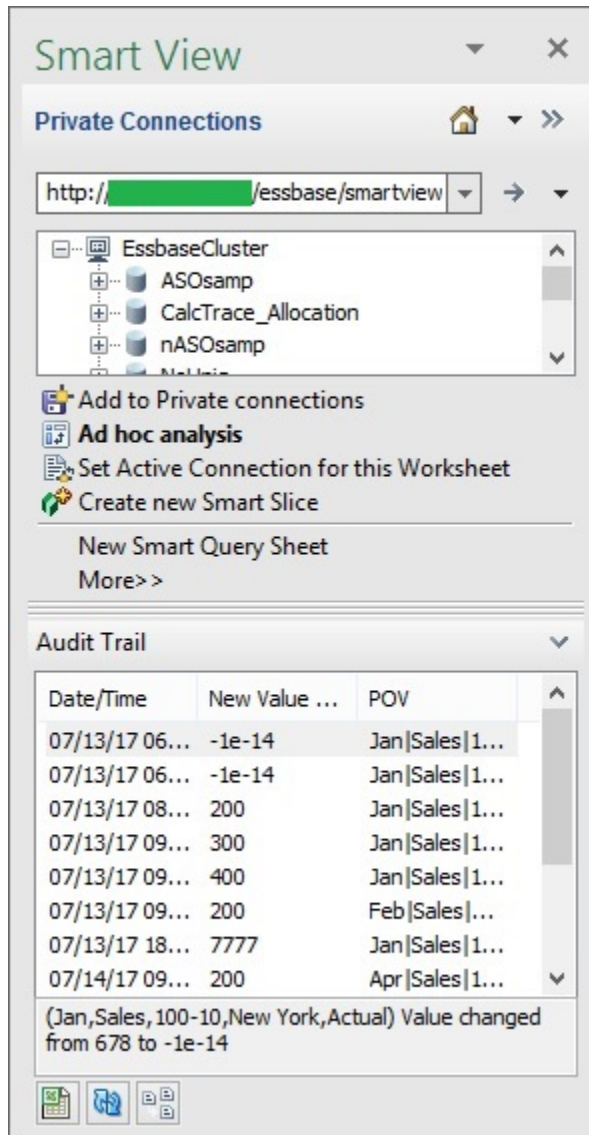 Smart View
Private Connections
http:// /essbase/smartview
EssbaseCluster
ASOsamp
CalcTrace_Allocation
nASOsamp
Add to Private connections
Ad hoc analysis
Set Active Connection for this Worksheet
Create new Smart Slice
New Smart Query Sheet
More>>
Audit Trail
Date/Time New Value ... POV
07/13/17 06... -1e-14 Jan|Sales|1...
07/13/17 06... -1e-14 Jan|Sales|1...
07/13/17 08... 200 Jan|Sales|1...
07/13/17 09... 300 Jan|Sales|1...
07/13/17 09... 400 Jan|Sales|1...
07/13/17 09... 200 Feb|Sales|...
07/13/17 18... 7777 Jan|Sales|1...
07/14/17 09... 200 Apr|Sales|1...
(Jan,Sales,100-10,New York,Actual) Value changed
from 678 to -1e-14